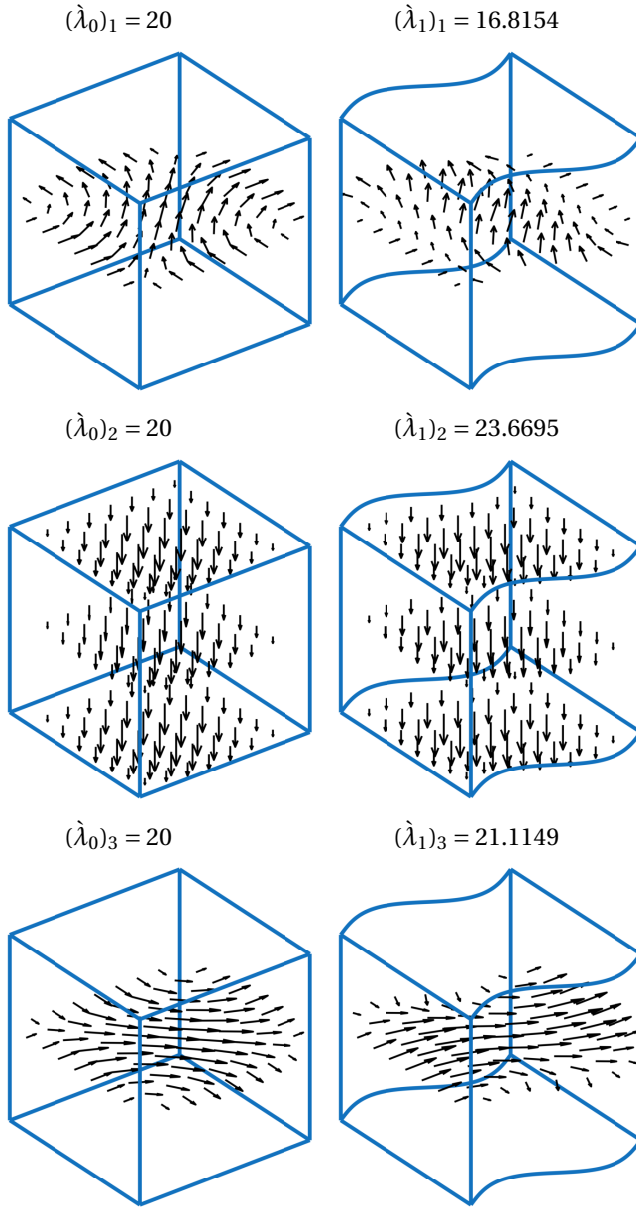 (λ̀₀)₁ = 20
(λ̀₁)₁ = 16.8154
(λ̀₀)₂ = 20
(λ̀₁)₂ = 23.6695
(λ̀₀)₃ = 20
(λ̀₁)₃ = 21.1149